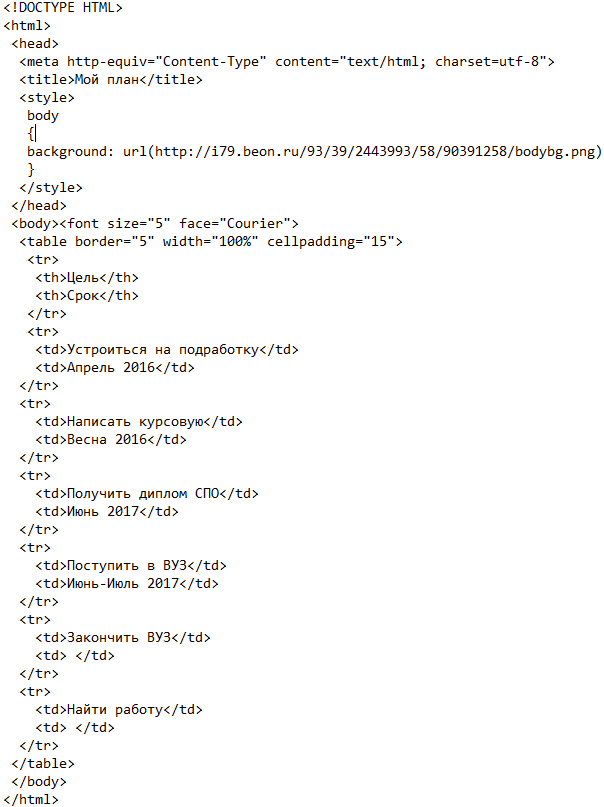 <!DOCTYPE HTML>
<html>
<head>
<meta http-equiv="Content-Type" content="text/html; charset=utf-8">
<title>Мой план</title>
<style>
body
{
background: url(http://i79.beon.ru/93/39/2443993/58/90391258/bodybg.png)
}
</style>
</head>
<body><font size="5" face="Courier">
<table border="5" width="100%" cellpadding="15">
<tr>
<th>Цель</th>
<th>Срок</th>
</tr>
<tr>
<td>Устроиться на подработку</td>
<td>Апрель 2016</td>
</tr>
<tr>
<td>Написать курсовую</td>
<td>Весна 2016</td>
</tr>
<tr>
<td>Получить диплом СПО</td>
<td>Июнь 2017</td>
</tr>
<tr>
<td>Поступить в ВУЗ</td>
<td>Июнь-Июль 2017</td>
</tr>
<tr>
<td>Закончить ВУЗ</td>
<td> </td>
</tr>
<tr>
<td>Найти работу</td>
<td> </td>
</tr>
</table>
</body>
</html>